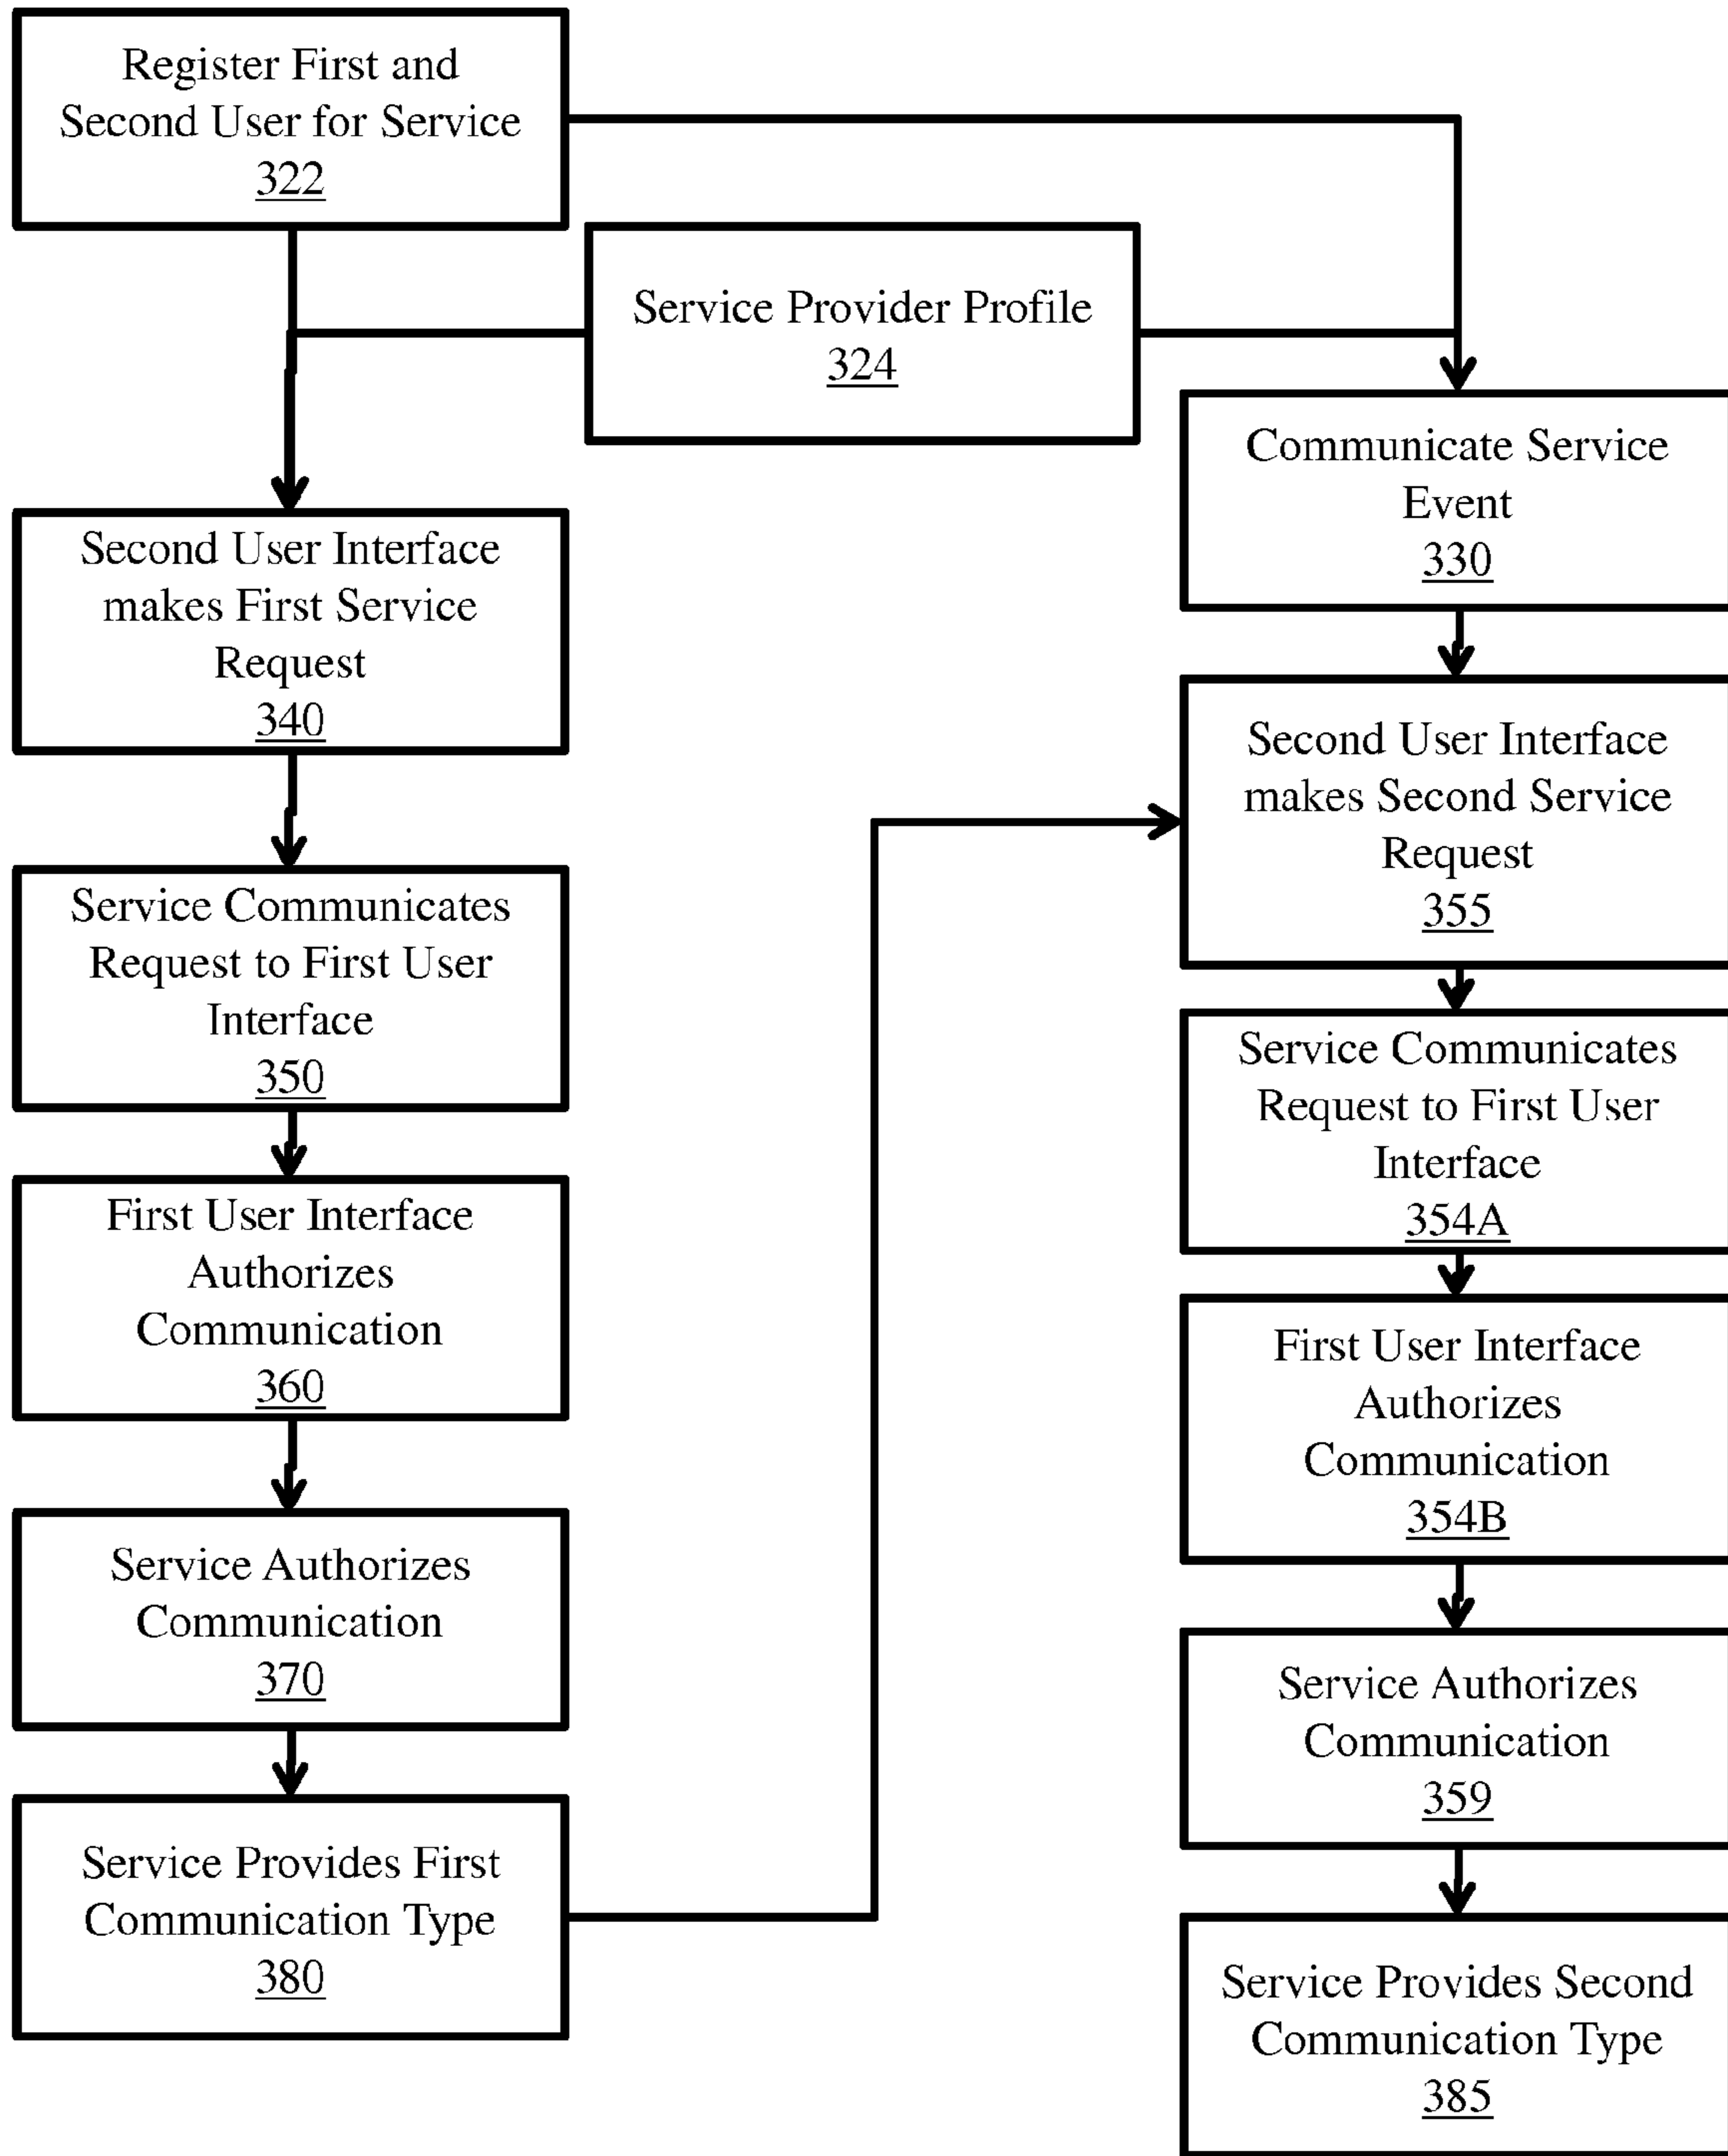 Register First and
Second User for Service
322
Service Provider Profile
324
Second User Interface
makes First Service
Request
340
Service Communicates
Request to First User
Interface
350
First User Interface
Authorizes
Communication
360
Service Authorizes
Communication
370
Service Provides First
Communication Type
380
Communicate Service
Event
330
Second User Interface
makes Second Service
Request
355
Service Communicates
Request to First User
Interface
354A
First User Interface
Authorizes
Communication
354B
Service Authorizes
Communication
359
Service Provides Second
Communication Type
385